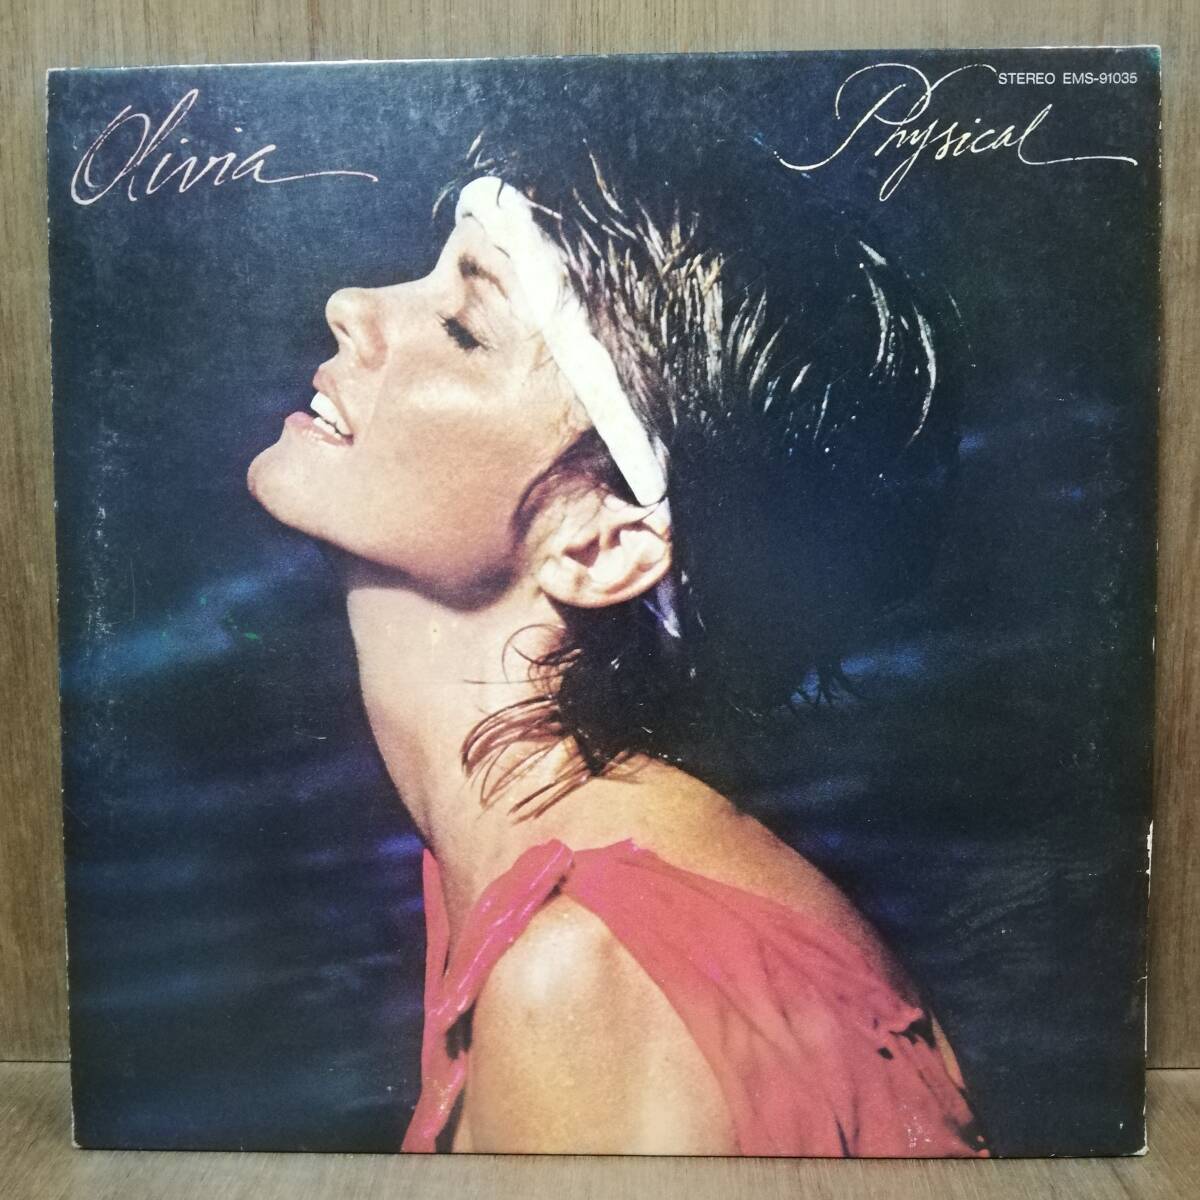 Olivia
STEREO EMS-91035
Physical